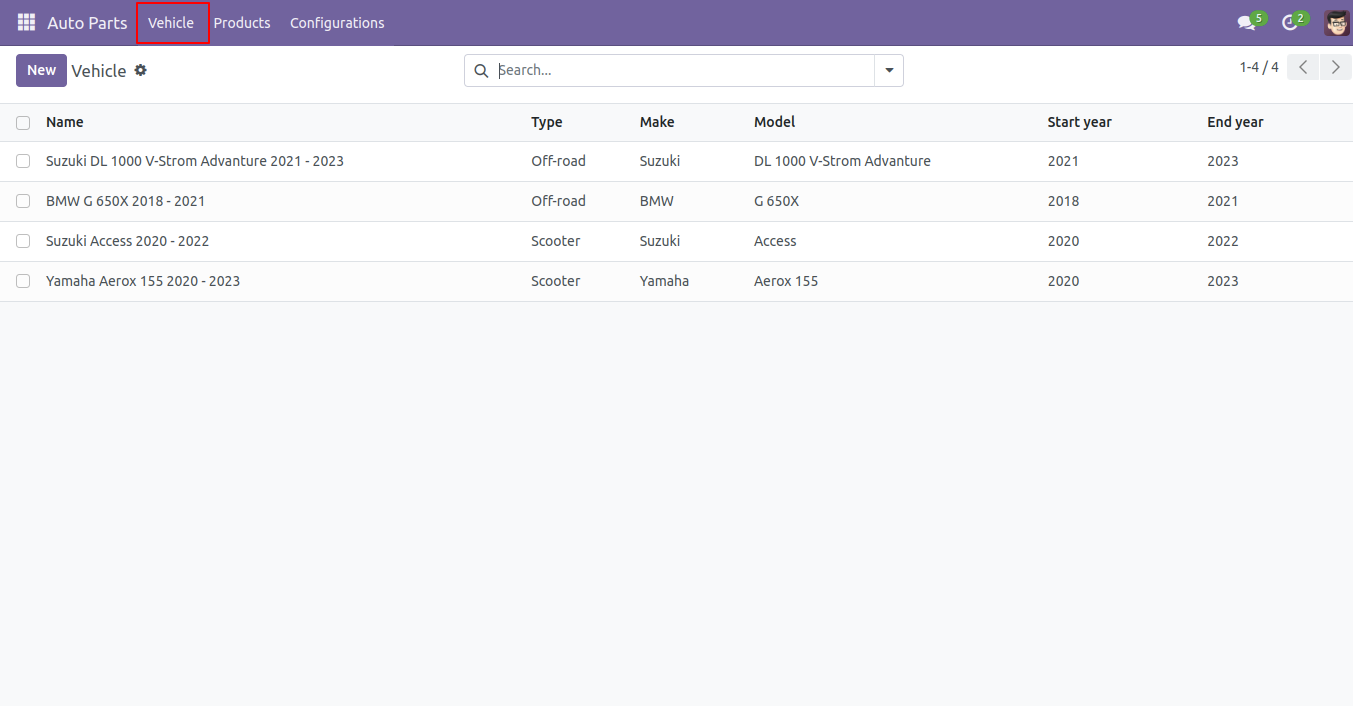 Auto Parts Vehicle Products Configurations 5 2
New Vehicle Search... 1-4 / 4
Name Type Make Model Start year End year
Suzuki DL 1000 V-Strom Advanture 2021 - 2023 Off-road Suzuki DL 1000 V-Strom Advanture 2021 2023
BMW G 650X 2018 - 2021 Off-road BMW G 650X 2018 2021
Suzuki Access 2020 - 2022 Scooter Suzuki Access 2020 2022
Yamaha Aerox 155 2020 - 2023 Scooter Yamaha Aerox 155 2020 2023